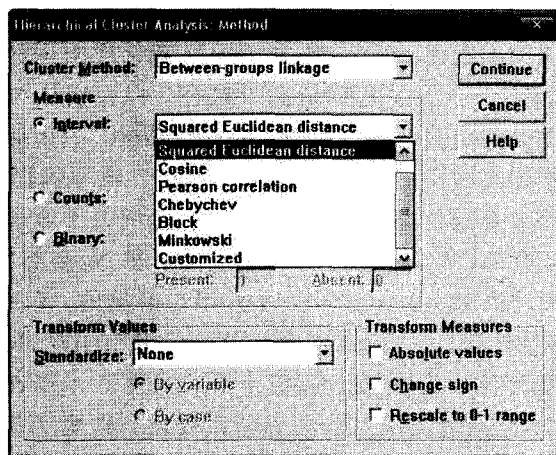 Hierarchical Cluster Analysis: Method
Cluster Method: Between-groups linkage
Continue
Cancel
Help
Measure
Interval: Squared Euclidean distance
Squared Euclidean distance
Cosine
Pearson correlation
Chebychev
Block
Minkowski
Customized
Counts:
Binary:
Present: 1 Absent: 0
Transform Values
Standardize: None
By variable
By case
Transform Measures
Absolute values
Change sign
Rescale to 0-1 range